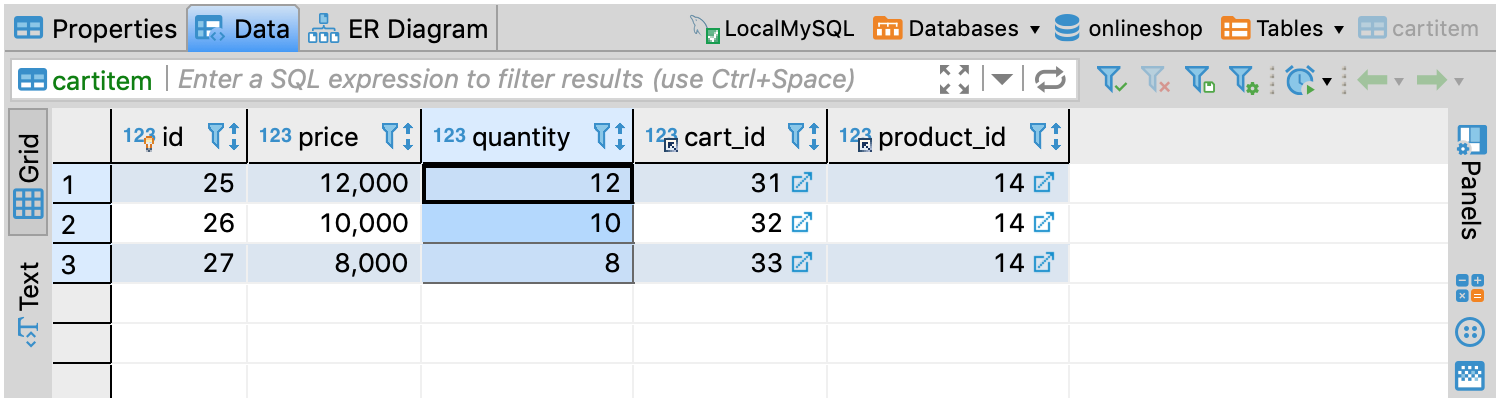 Properties Data ER Diagram LocalMySQL Databases onlineshop Tables cartitem
cartitem Enter a SQL expression to filter results (use Ctrl+Space)
Grid
Text
123 id 123 price 123 quantity 123 cart_id 123 product_id
1 25 12,000 12 31 14
2 26 10,000 10 32 14
3 27 8,000 8 33 14
Panels